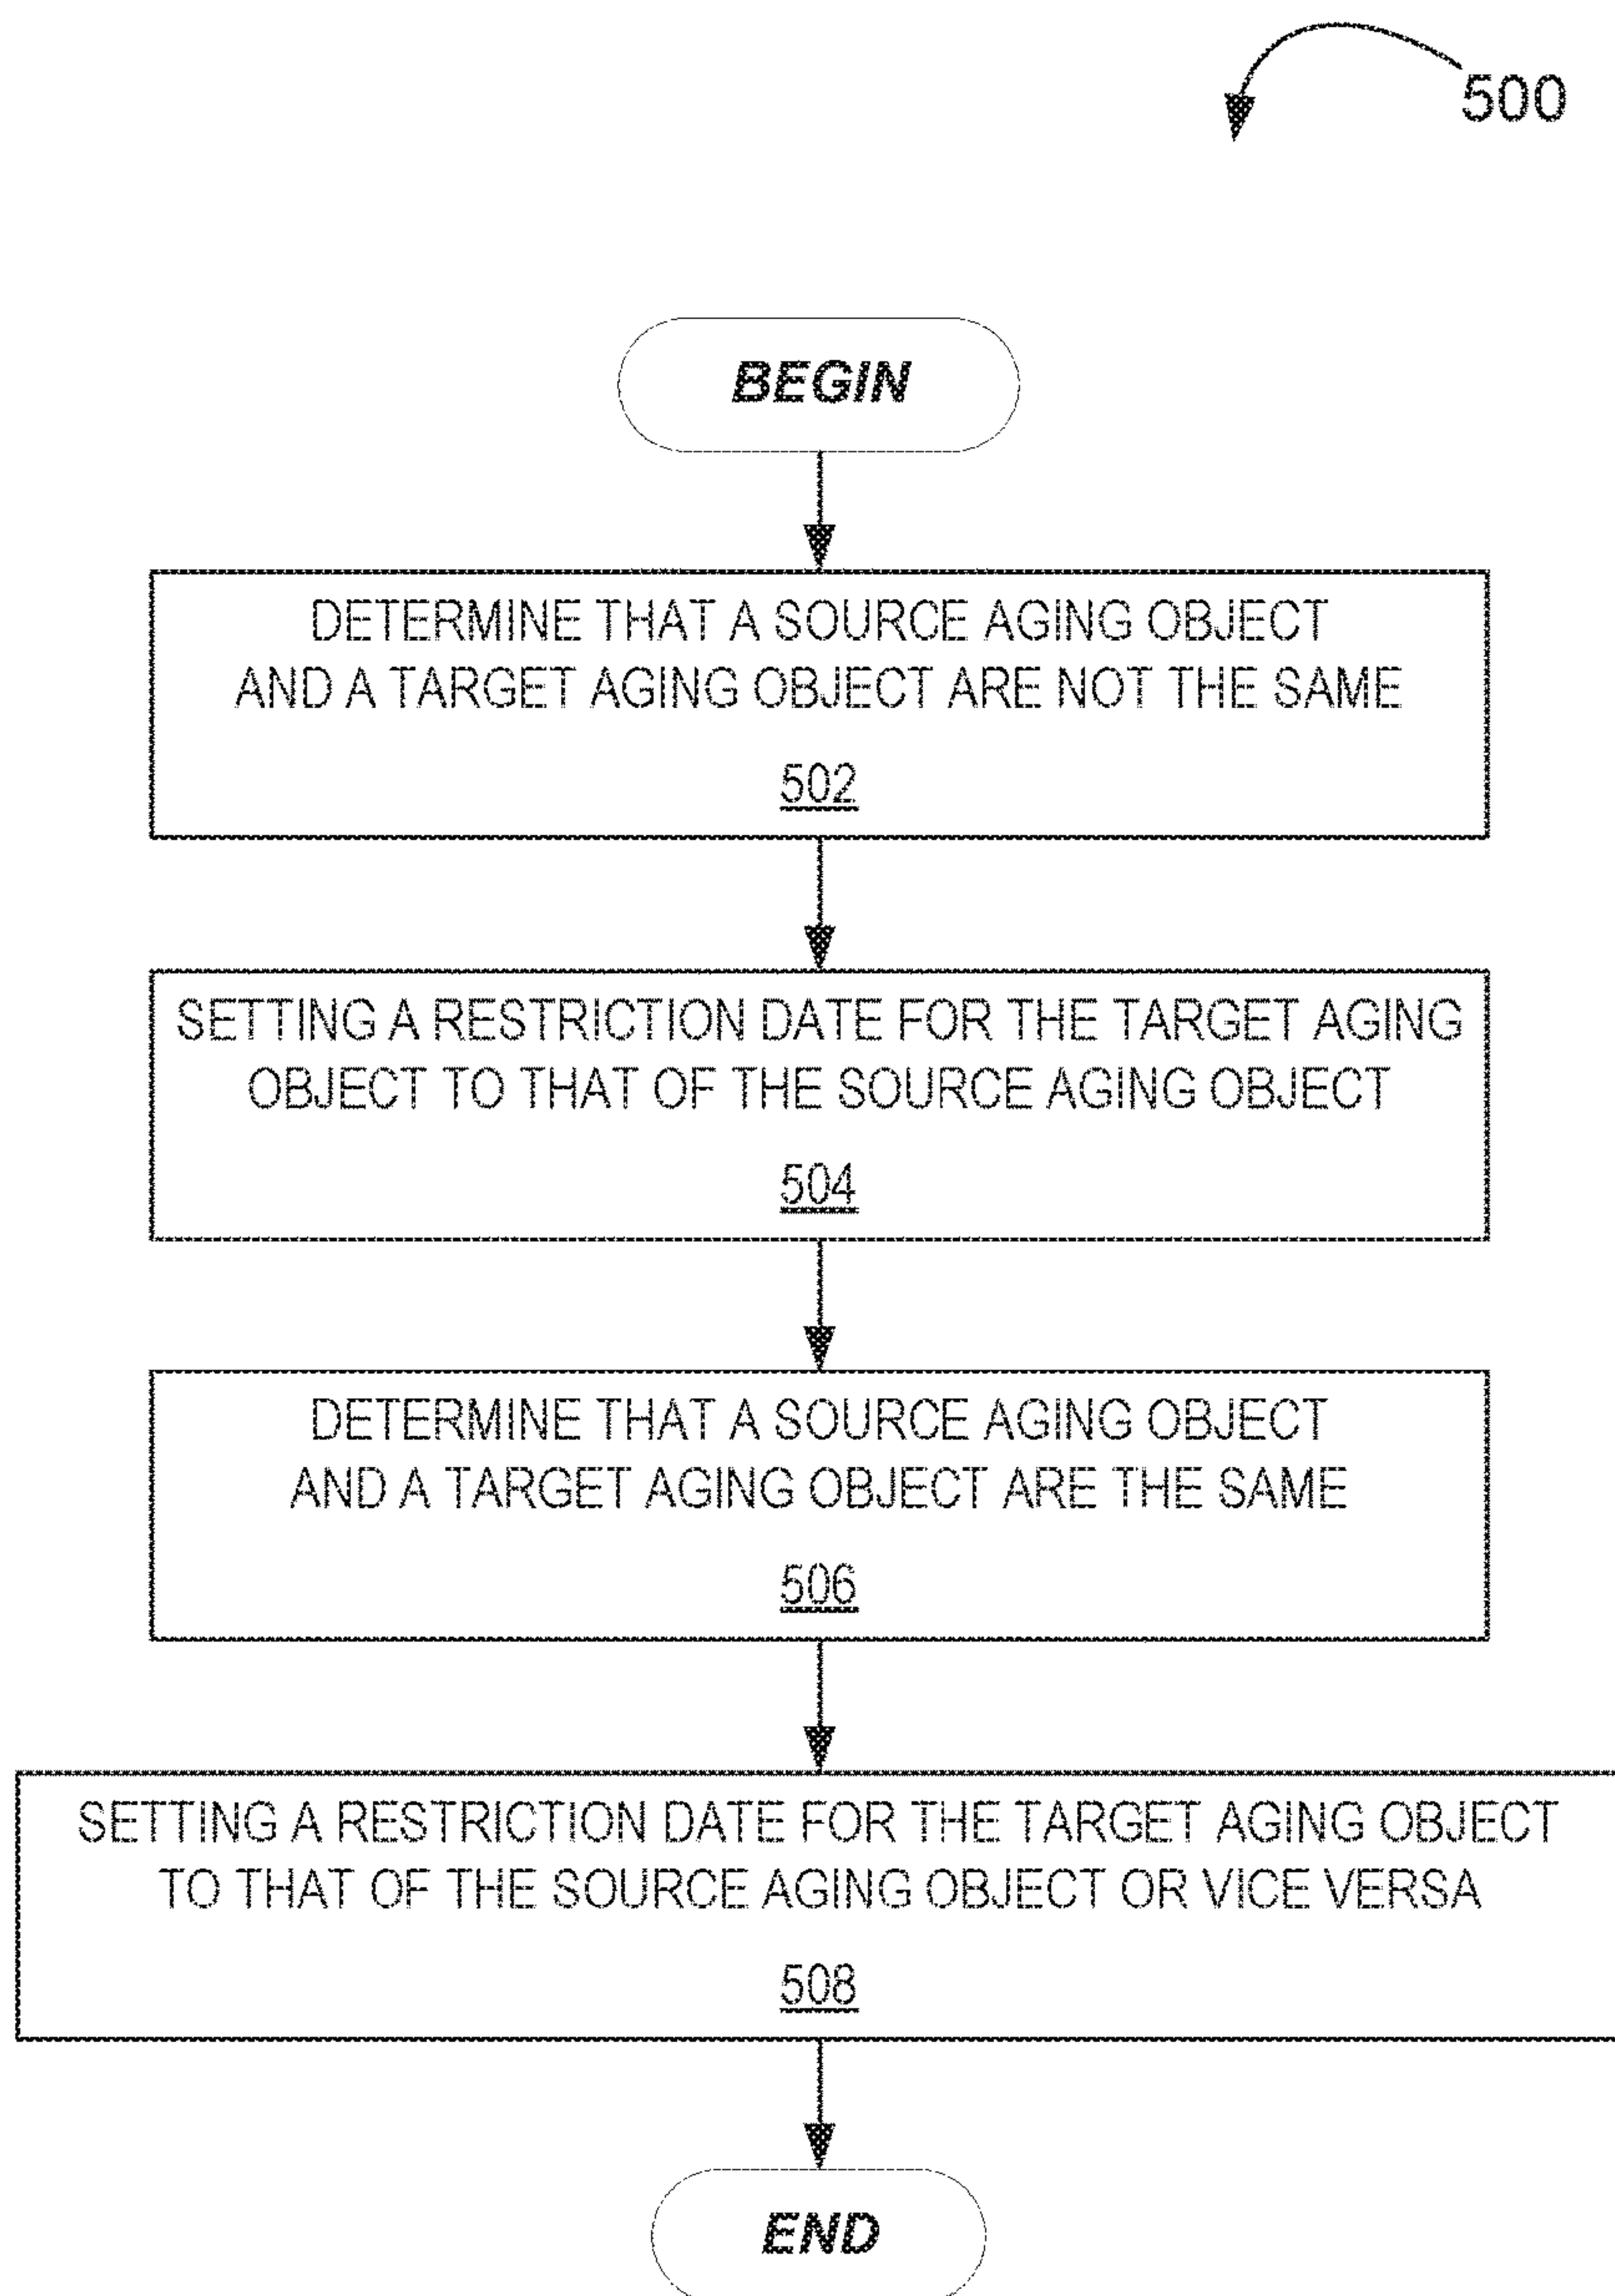 500
BEGIN
DETERMINE THAT A SOURCE AGING OBJECT
AND A TARGET AGING OBJECT ARE NOT THE SAME
502
SETTING A RESTRICTION DATE FOR THE TARGET AGING
OBJECT TO THAT OF THE SOURCE AGING OBJECT
504
DETERMINE THAT A SOURCE AGING OBJECT
AND A TARGET AGING OBJECT ARE THE SAME
506
SETTING A RESTRICTION DATE FOR THE TARGET AGING OBJECT
TO THAT OF THE SOURCE AGING OBJECT OR VICE VERSA
508
END